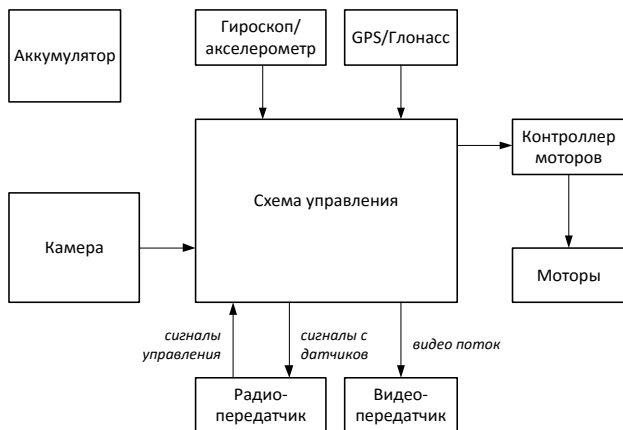 Аккумулятор
Гироскоп/
акселерометр
GPS/Глонасс
Контроллер
моторов
Схема управления
Камера
Моторы
сигналы
управления
сигналы с
датчиков
видео поток
Радио-
передатчик
Видео-
передатчик